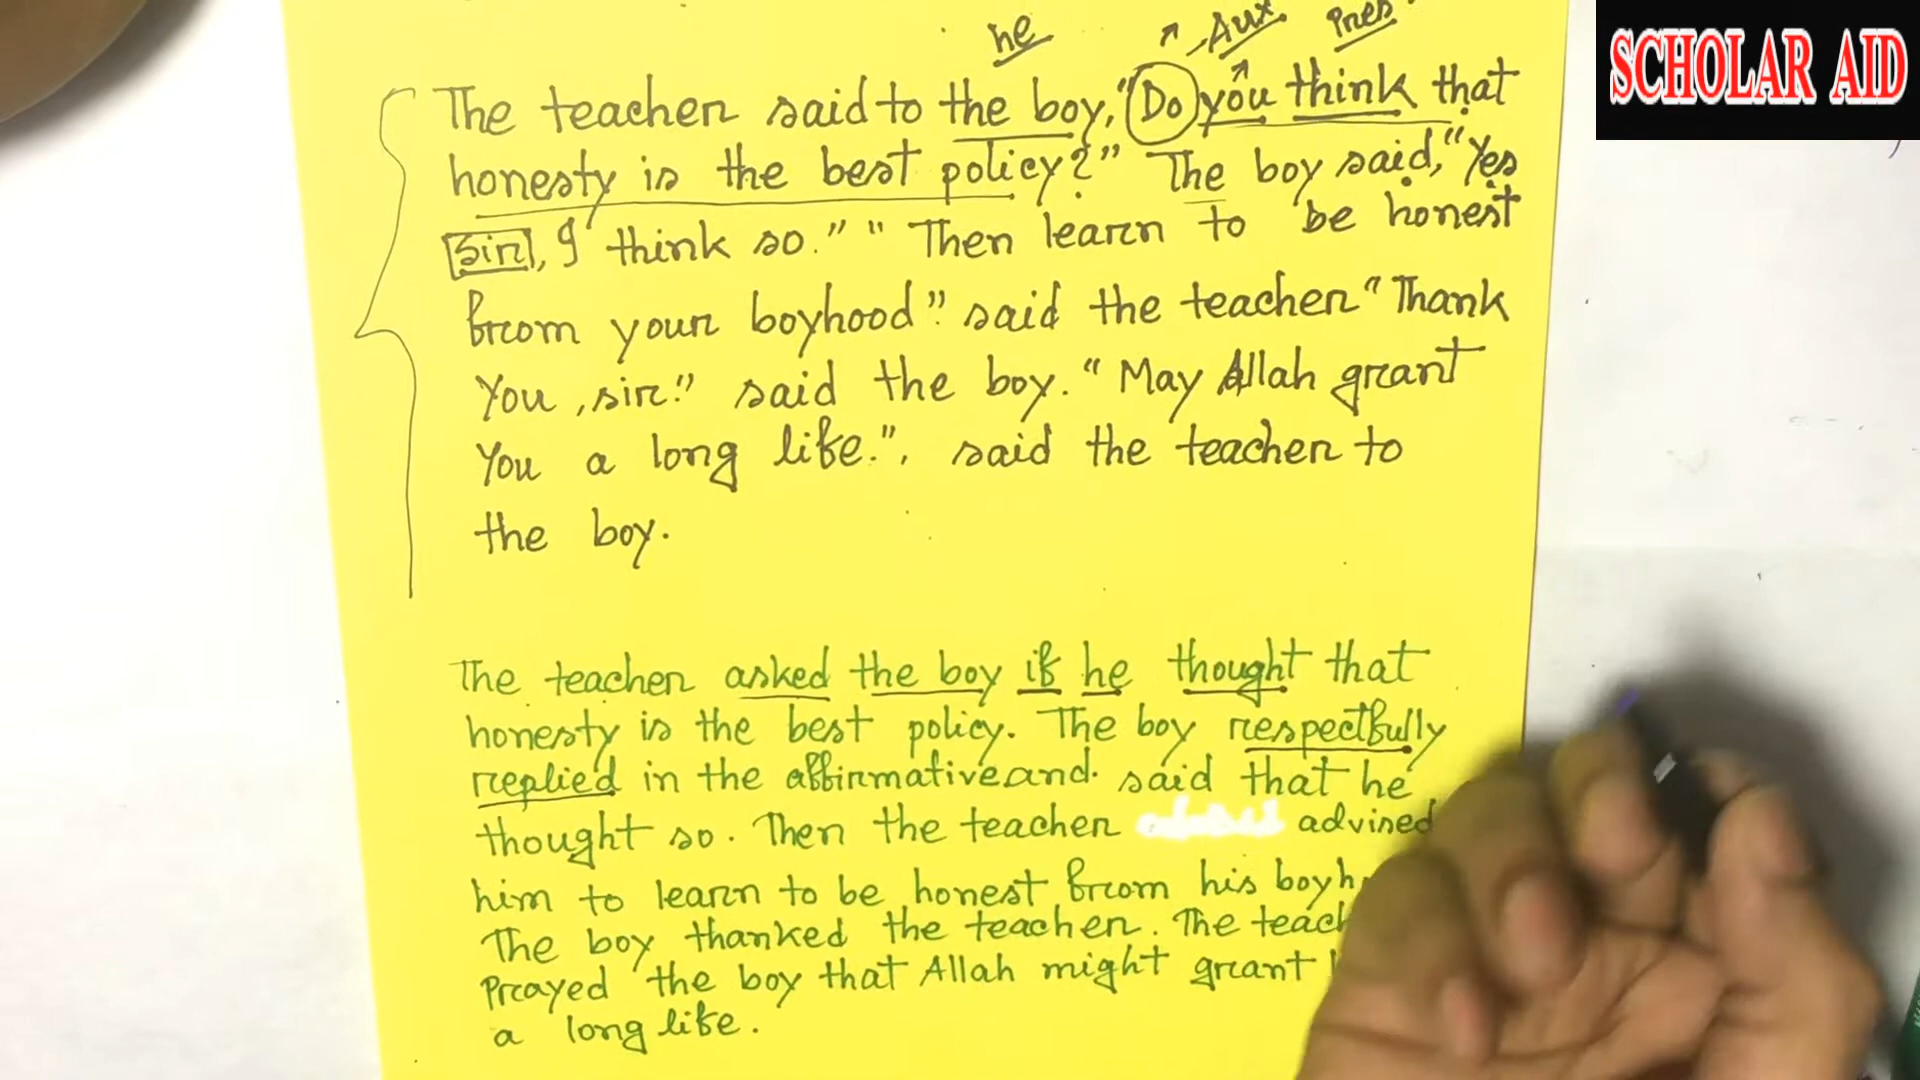 he
Aux
Pres
SCHOLAR AID
The teacher said to the boy, "Do you think that
honesty is the best policy?" The boy said, "Yes
Sir, I think so." "Then learn to be honest
from your boyhood" said the teacher "Thank
You, sir." said the boy. "May Allah grant
You a long life.", said the teacher to
the boy.
The teacher asked the boy if he thought that
honesty is the best policy. The boy respectfully
replied in the affirmative and said that he
thought so. Then the teacher advised
him to learn to be honest from his
The boy thanked the teacher. The
Prayed the boy that Allah might grant
a long life.